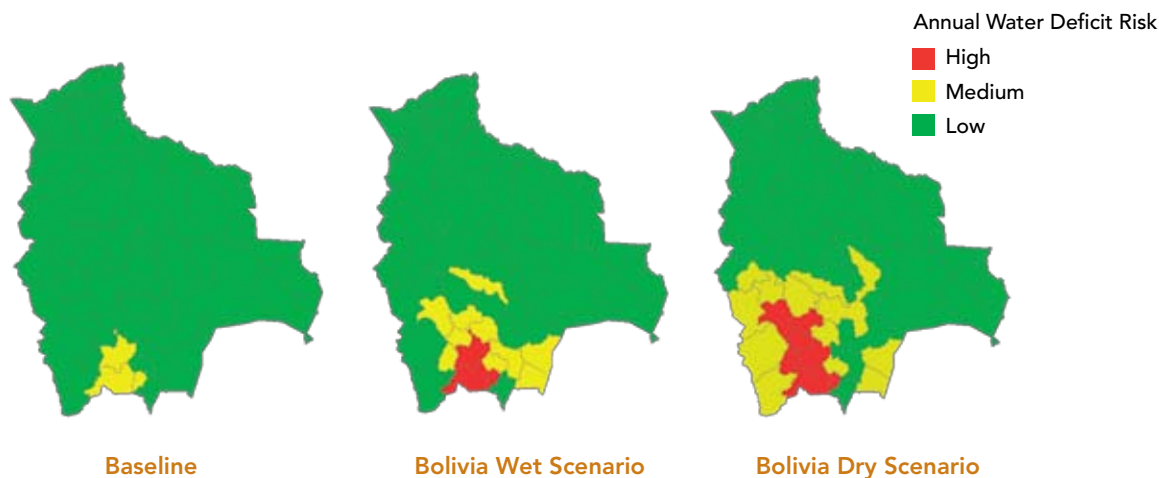 Annual Water Deficit Risk
High
Medium
Low
Baseline
Bolivia Wet Scenario
Bolivia Dry Scenario